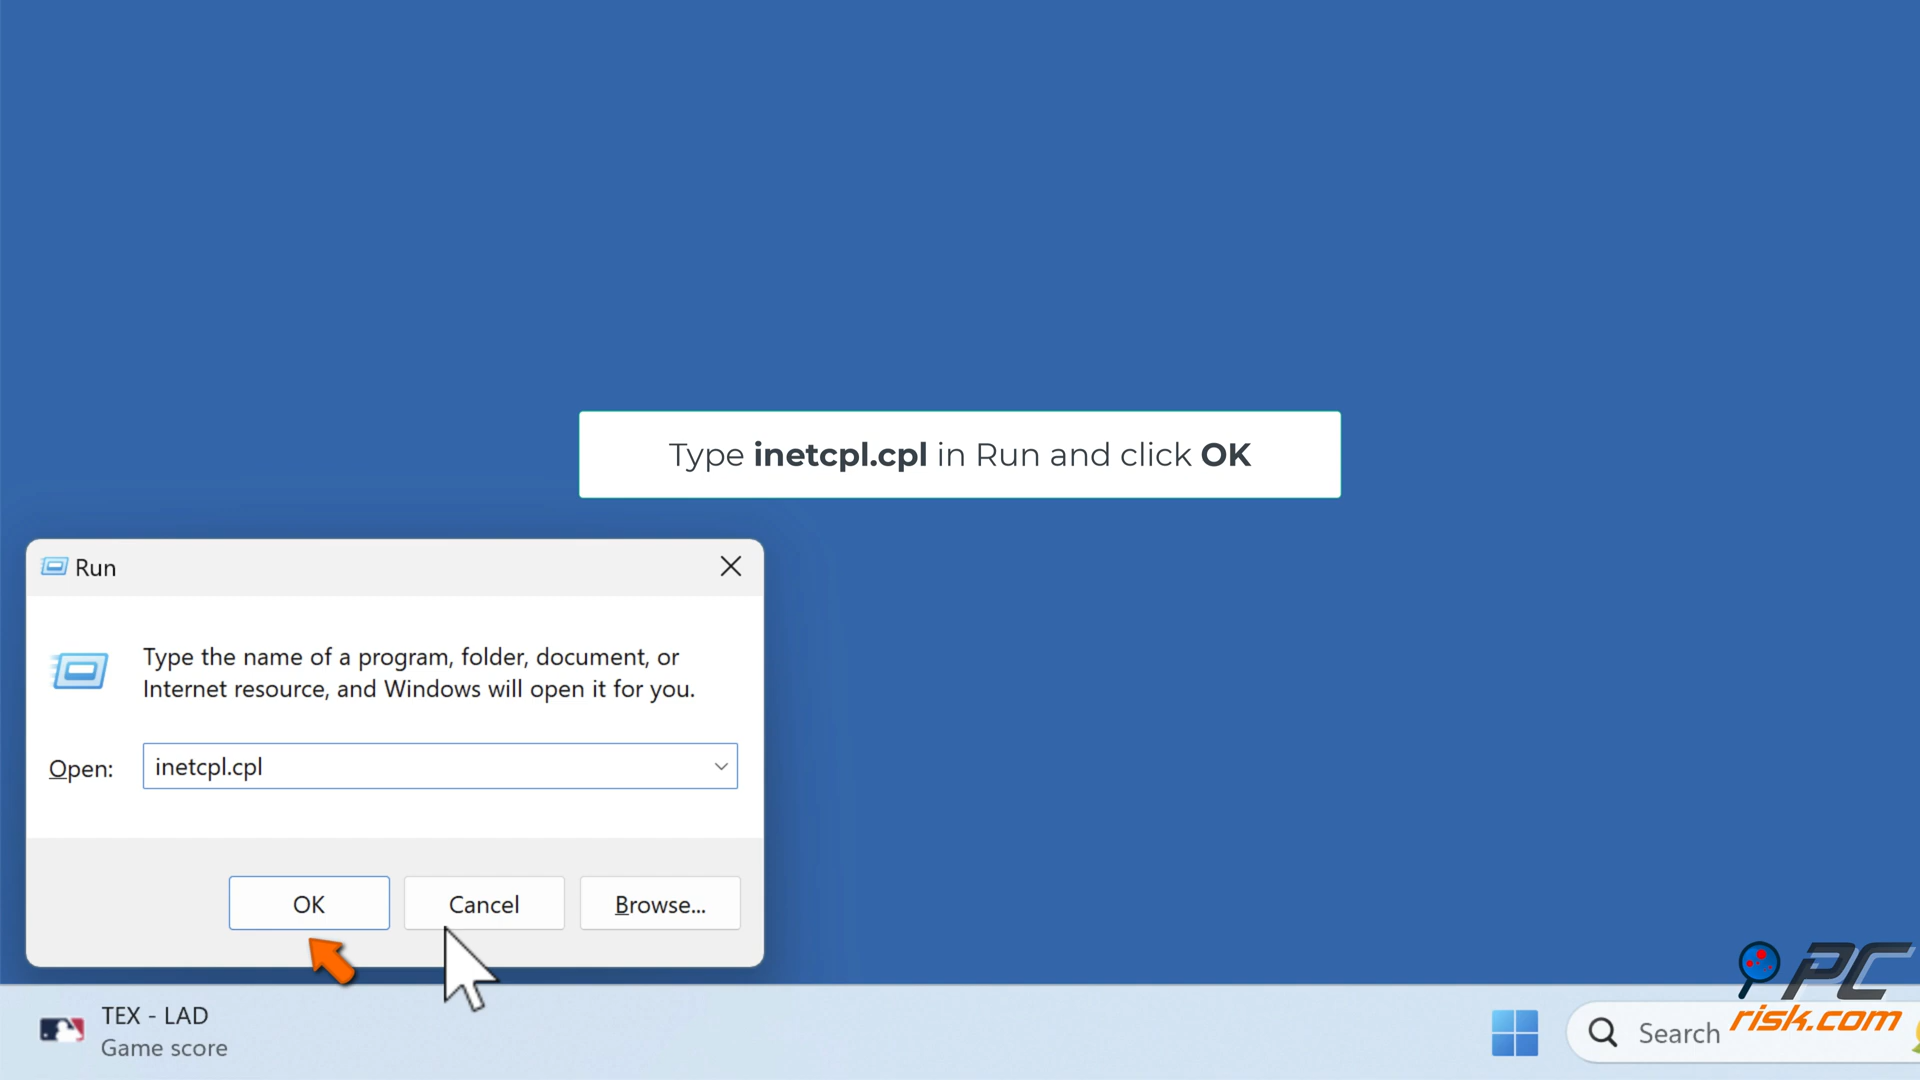 Type inetcpl.cpl in Run and click OK
Run
Type the name of a program, folder, document, or
Internet resource, and Windows will open it for you.
Open: inetcpl.cpl
OK Cancel Browse...
TEX - LAD
Game score
Search
PC
risk.com